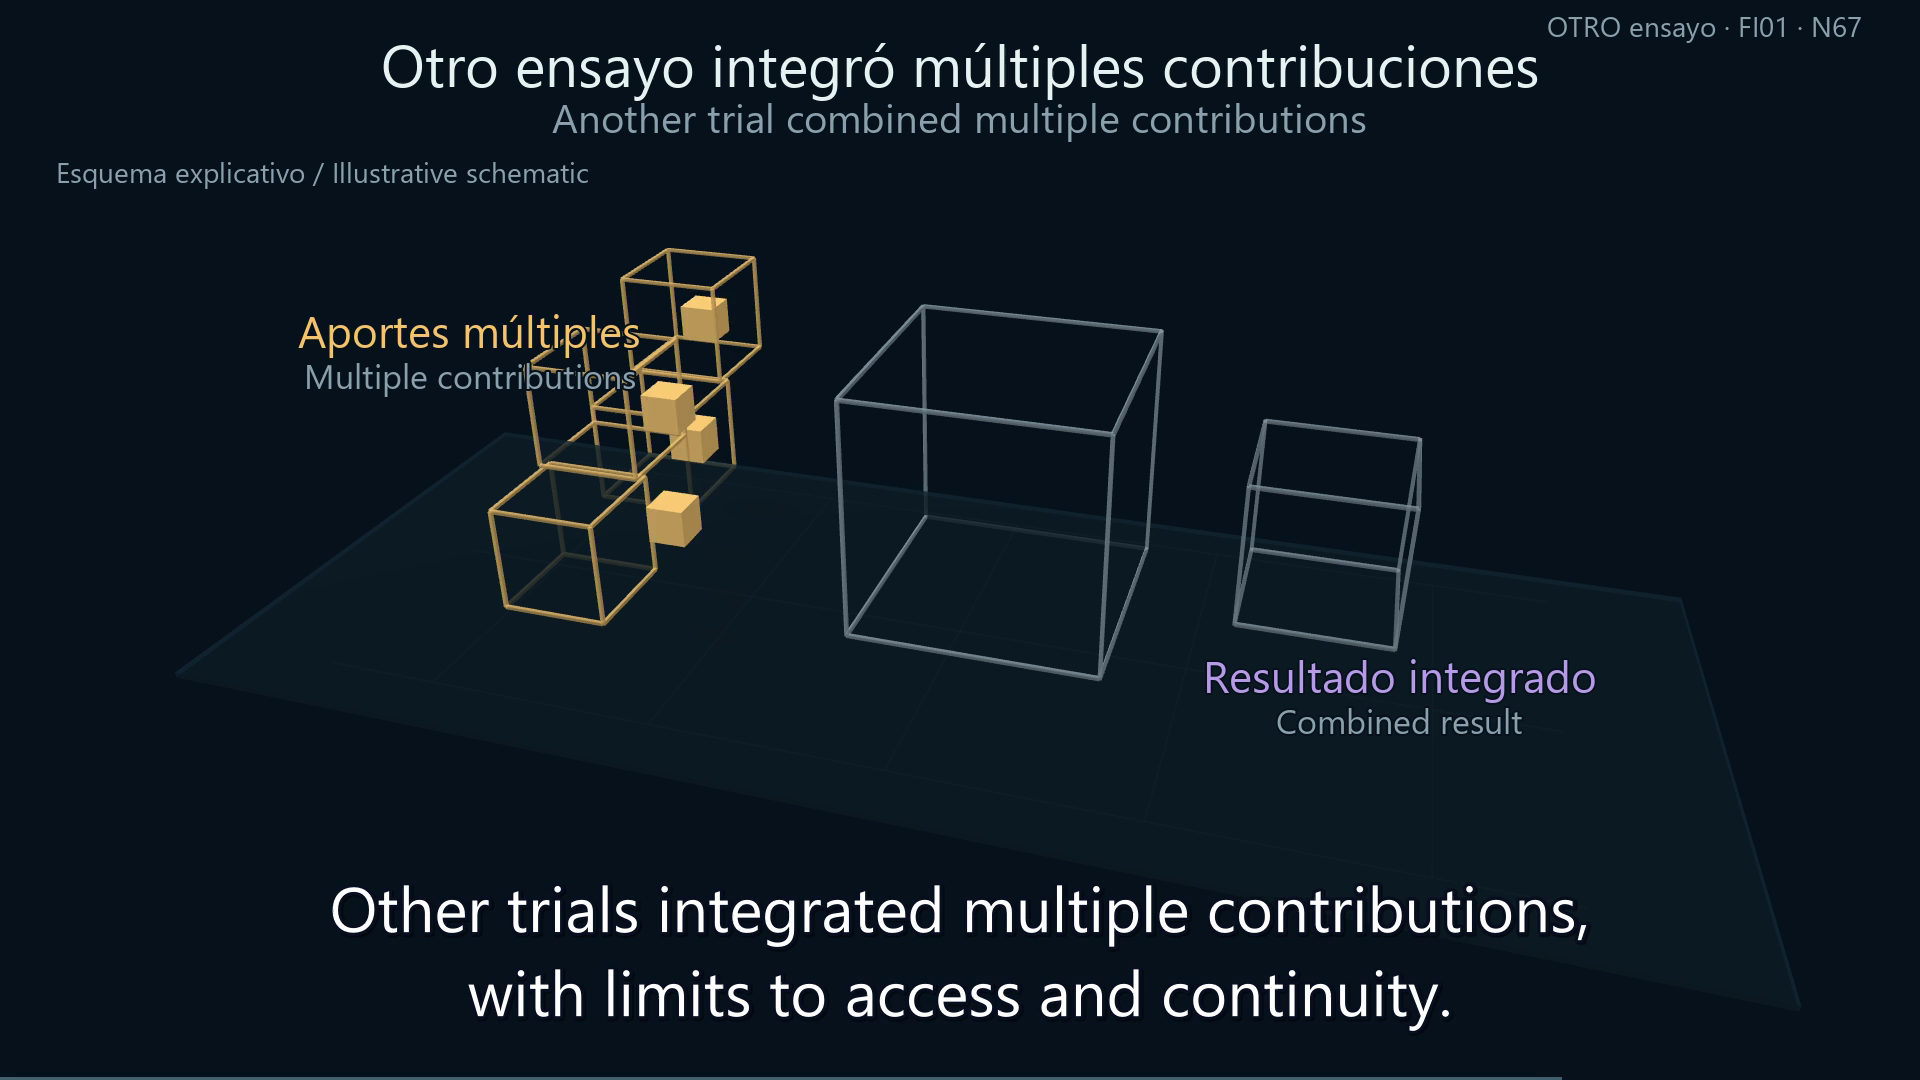 OTRO ensayo · FI01 · N67
Otro ensayo integró múltiples contribuciones
Another trial combined multiple contributions
Esquema explicativo / Illustrative schematic
Aportes múltiples
Multiple contributions
Resultado integrado
Combined result
Other trials integrated multiple contributions,
with limits to access and continuity.